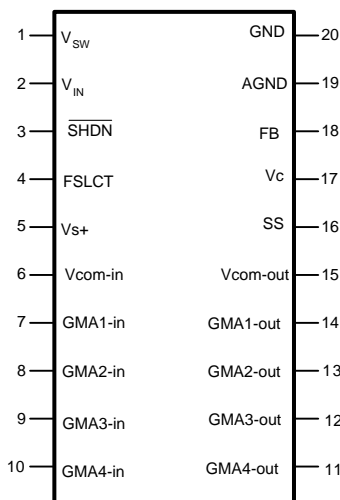 1 VSW GND 20
2 VIN AGND 19
3 SHDN FB 18
4 FSLCT Vc 17
5 Vs+ SS 16
6 Vcom-in Vcom-out 15
7 GMA1-in GMA1-out 14
8 GMA2-in GMA2-out 13
9 GMA3-in GMA3-out 12
10 GMA4-in GMA4-out 11